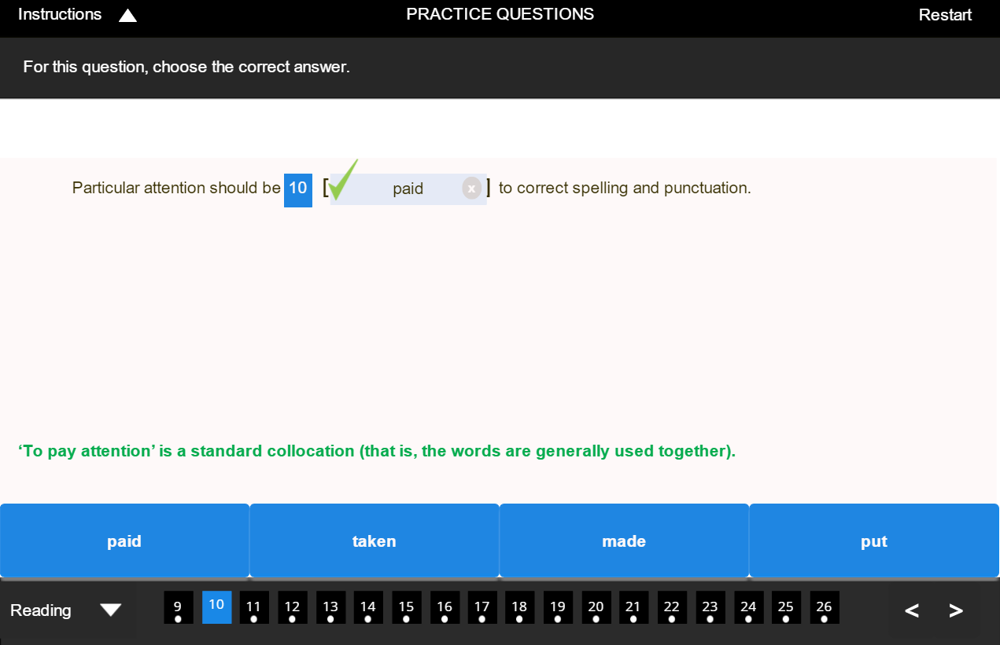 Instructions PRACTICE QUESTIONS Restart
For this question, choose the correct answer.
Particular attention should be 10 [ paid x ] to correct spelling and punctuation.
‘To pay attention’ is a standard collocation (that is, the words are generally used together).
paid taken made put
Reading 9 10 11 12 13 14 15 16 17 18 19 20 21 22 23 24 25 26 < >